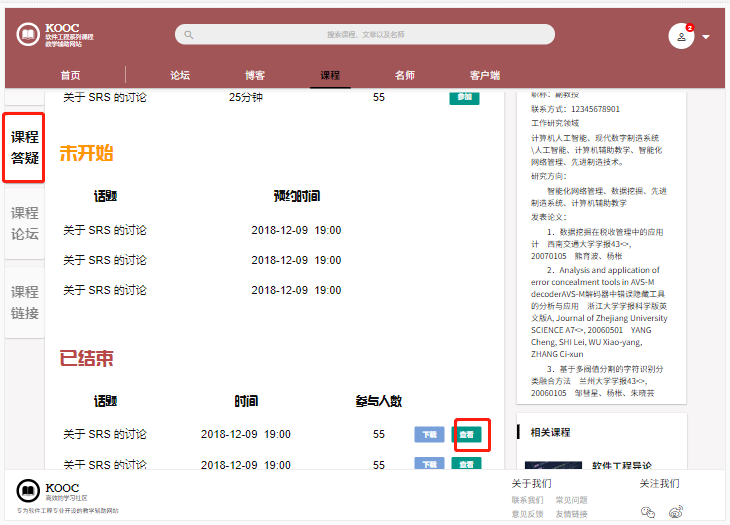 KOOC
软件工程系列课程
教学辅助网站
搜索课程、文章以及名师
2
首页
论坛
博客
课程
名师
客户端
关于 SRS 的讨论
25分钟
55
参加
课程
答疑
课程
论坛
课程
链接
未开始
话题
预约时间
关于 SRS 的讨论
2018-12-09 19:00
关于 SRS 的讨论
2018-12-09 19:00
关于 SRS 的讨论
2018-12-09 19:00
已结束
话题
时间
参与人数
关于 SRS 的讨论
2018-12-09 19:00
55
下载
查看
关于 SRS 的讨论
2018-12-09 19:00
55
下载
查看
职称：副教授
联系方式：12345678901
工作研究领域
计算机人工智能、现代数字制造系统
\人工智能、计算机辅助教学、智能化
网络管理、先进制造技术。
研究方向：
智能化网络管理、数据挖掘、先进
制造系统、计算机辅助教学
发表论文：
1、数据挖掘在税收管理中的应用
计 西南交通大学学报43<>,
20070105 熊育波、杨枨
2、Analysis and application of
error concealment tools in AVS-M
decoderAVS-M解码器中错误隐藏工具
的分析与应用 浙江大学学报科学版英
文版A, Journal of Zhejiang University
SCIENCE A7<>, 20060501 YANG
Cheng, SHI Lei, WU Xiao-yang,
ZHANG Ci-xun
3、基于多阈值分割的字符识别分
类融合方法 兰州大学学报43<>,
20060105 邹彗星、杨枨、朱晓芸
相关课程
软件工程导论
KOOC
高效的学习社区
专为软件工程专业开设的教学辅助网站
关于我们
联系我们 常见问题
意见反馈 友情链接
关注我们